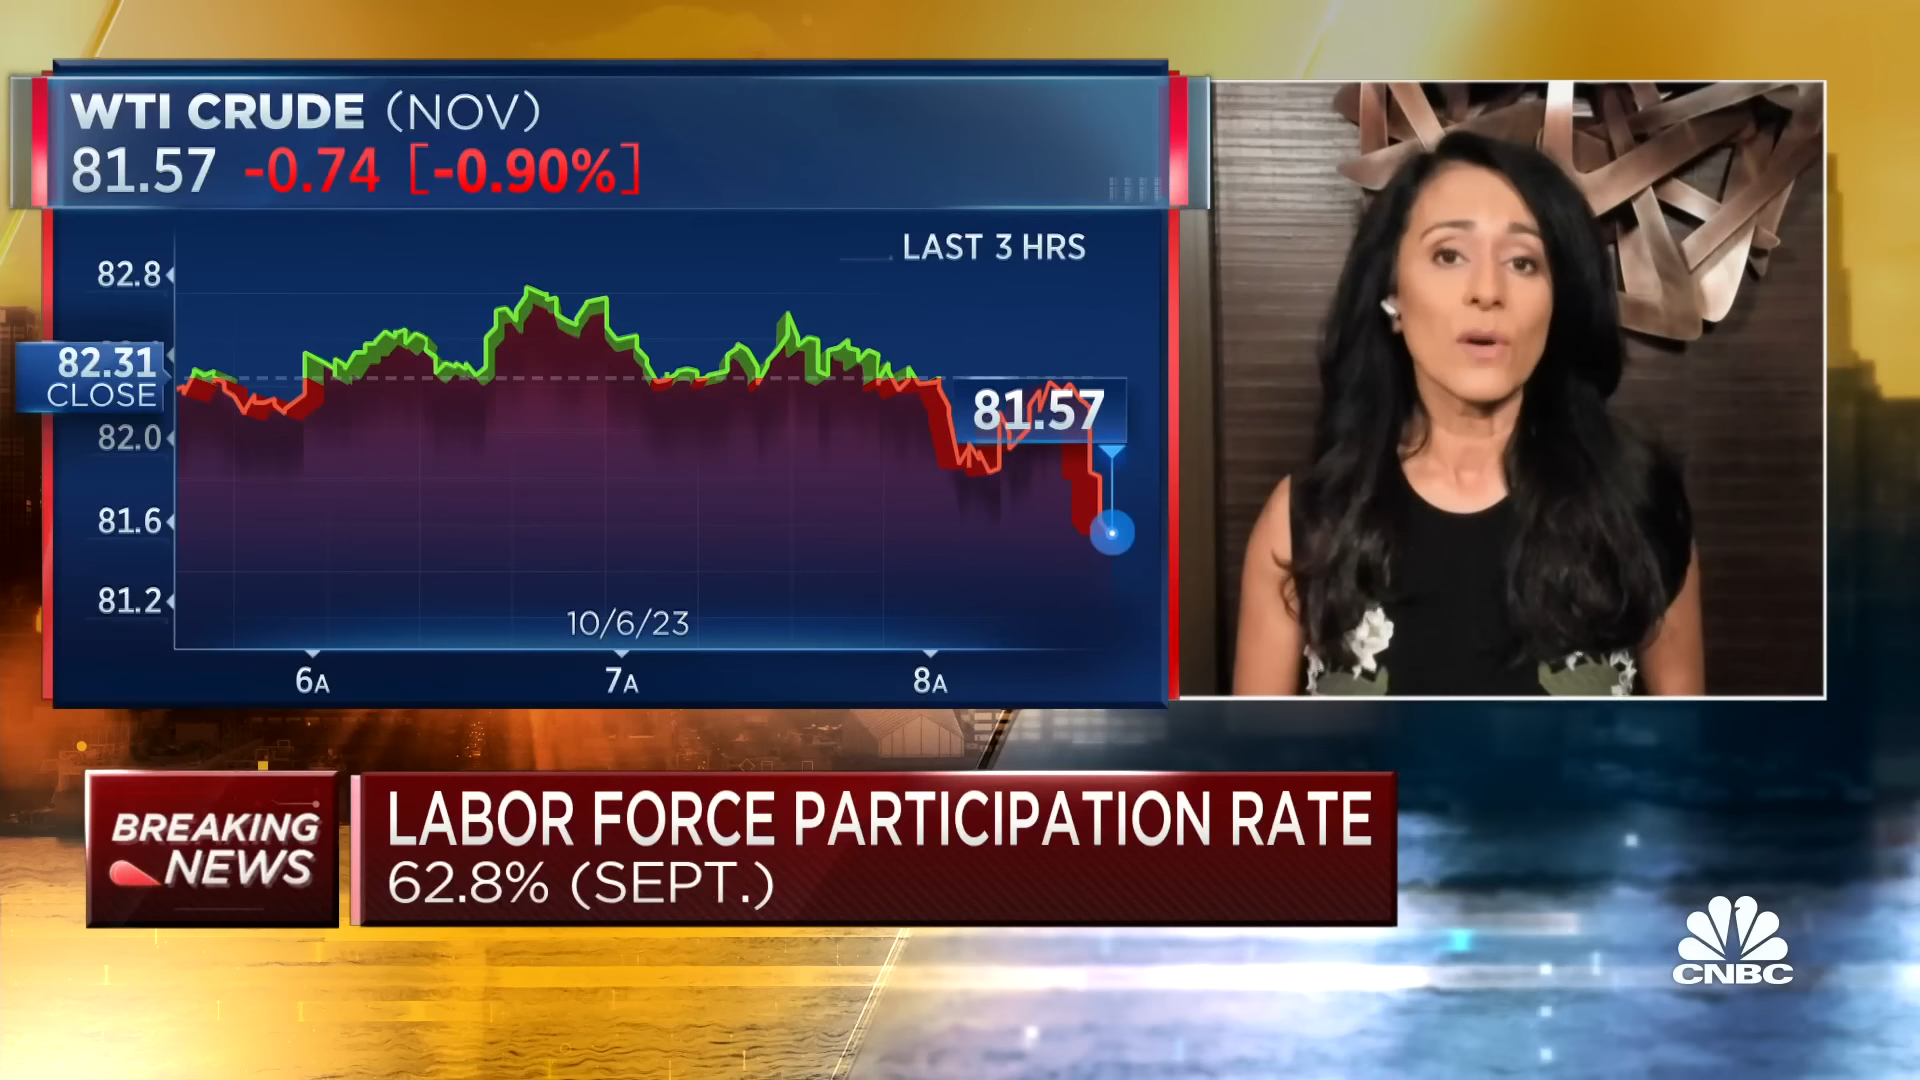 WTI CRUDE (NOV)
81.57 -0.74 [-0.90%]
LAST 3 HRS
82.8
82.31
CLOSE
82.0
81.6
81.2
81.57
10/6/23
6A 7A 8A
BREAKING
NEWS
LABOR FORCE PARTICIPATION RATE
62.8% (SEPT.)
CNBC